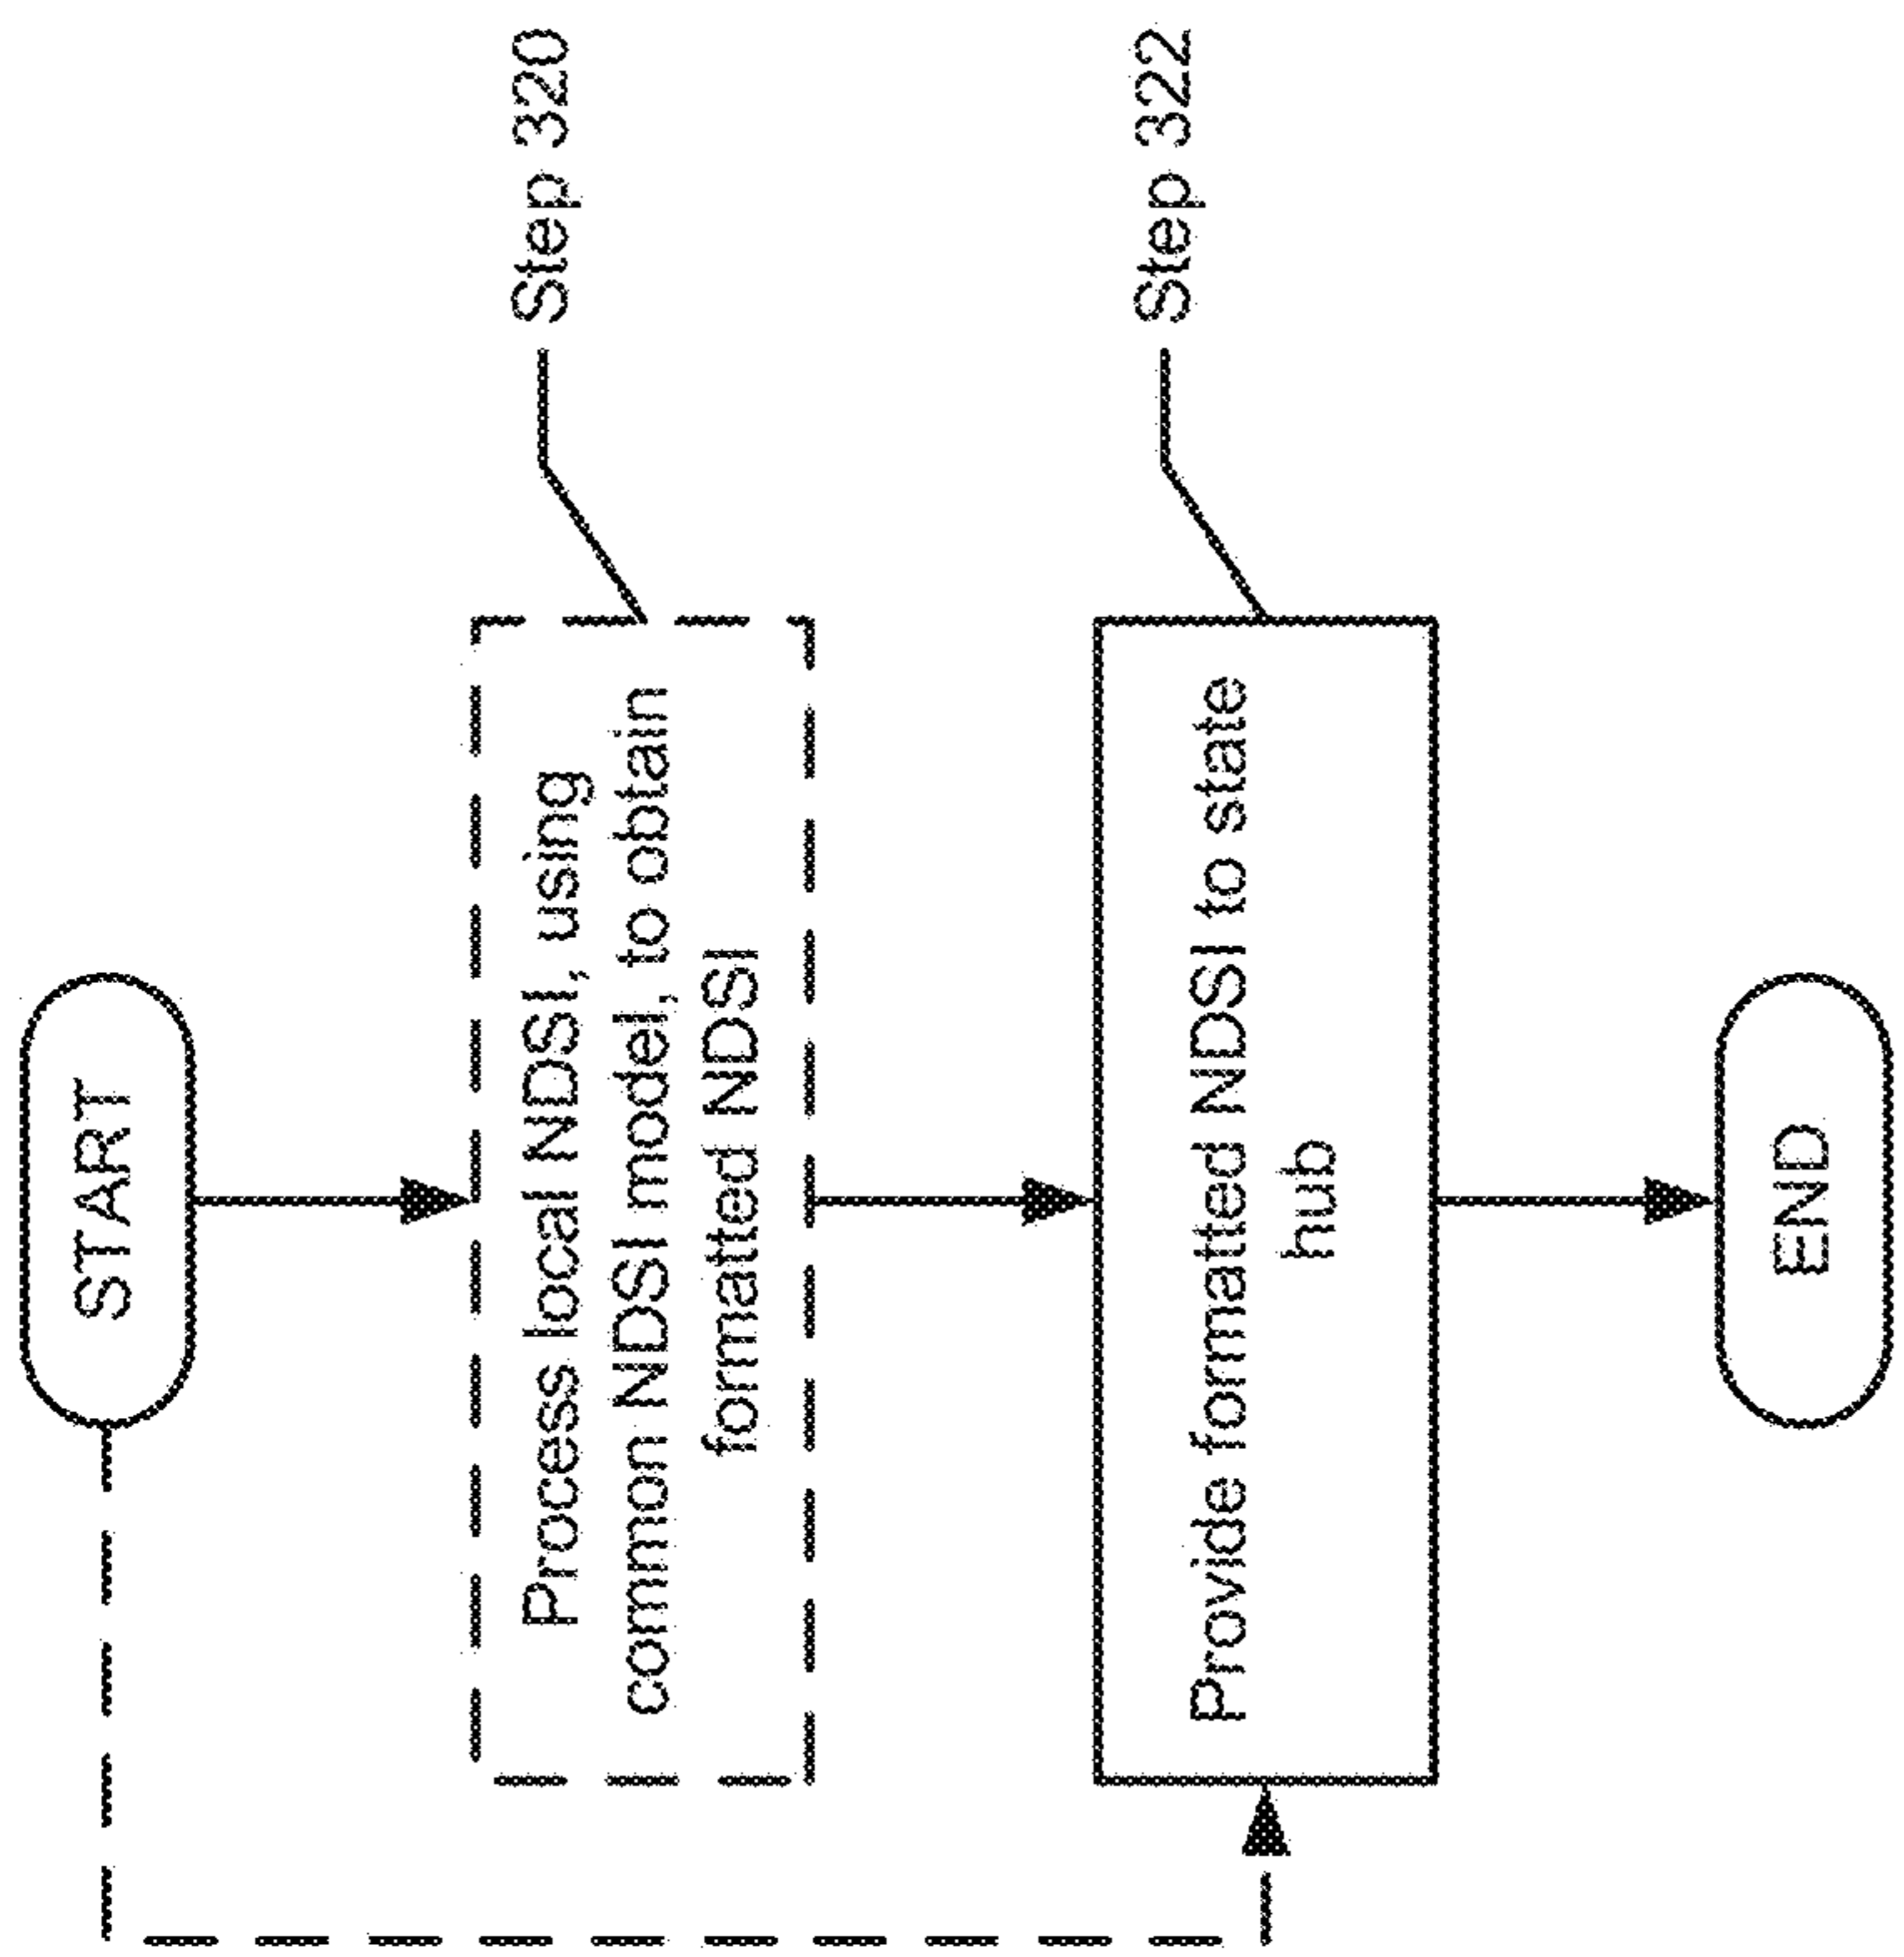 START
Process local NDSI, using
common NDSI model, to obtain
formatted NDSI
Step 320
Provide formatted NDSI to state
hub
Step 322
END